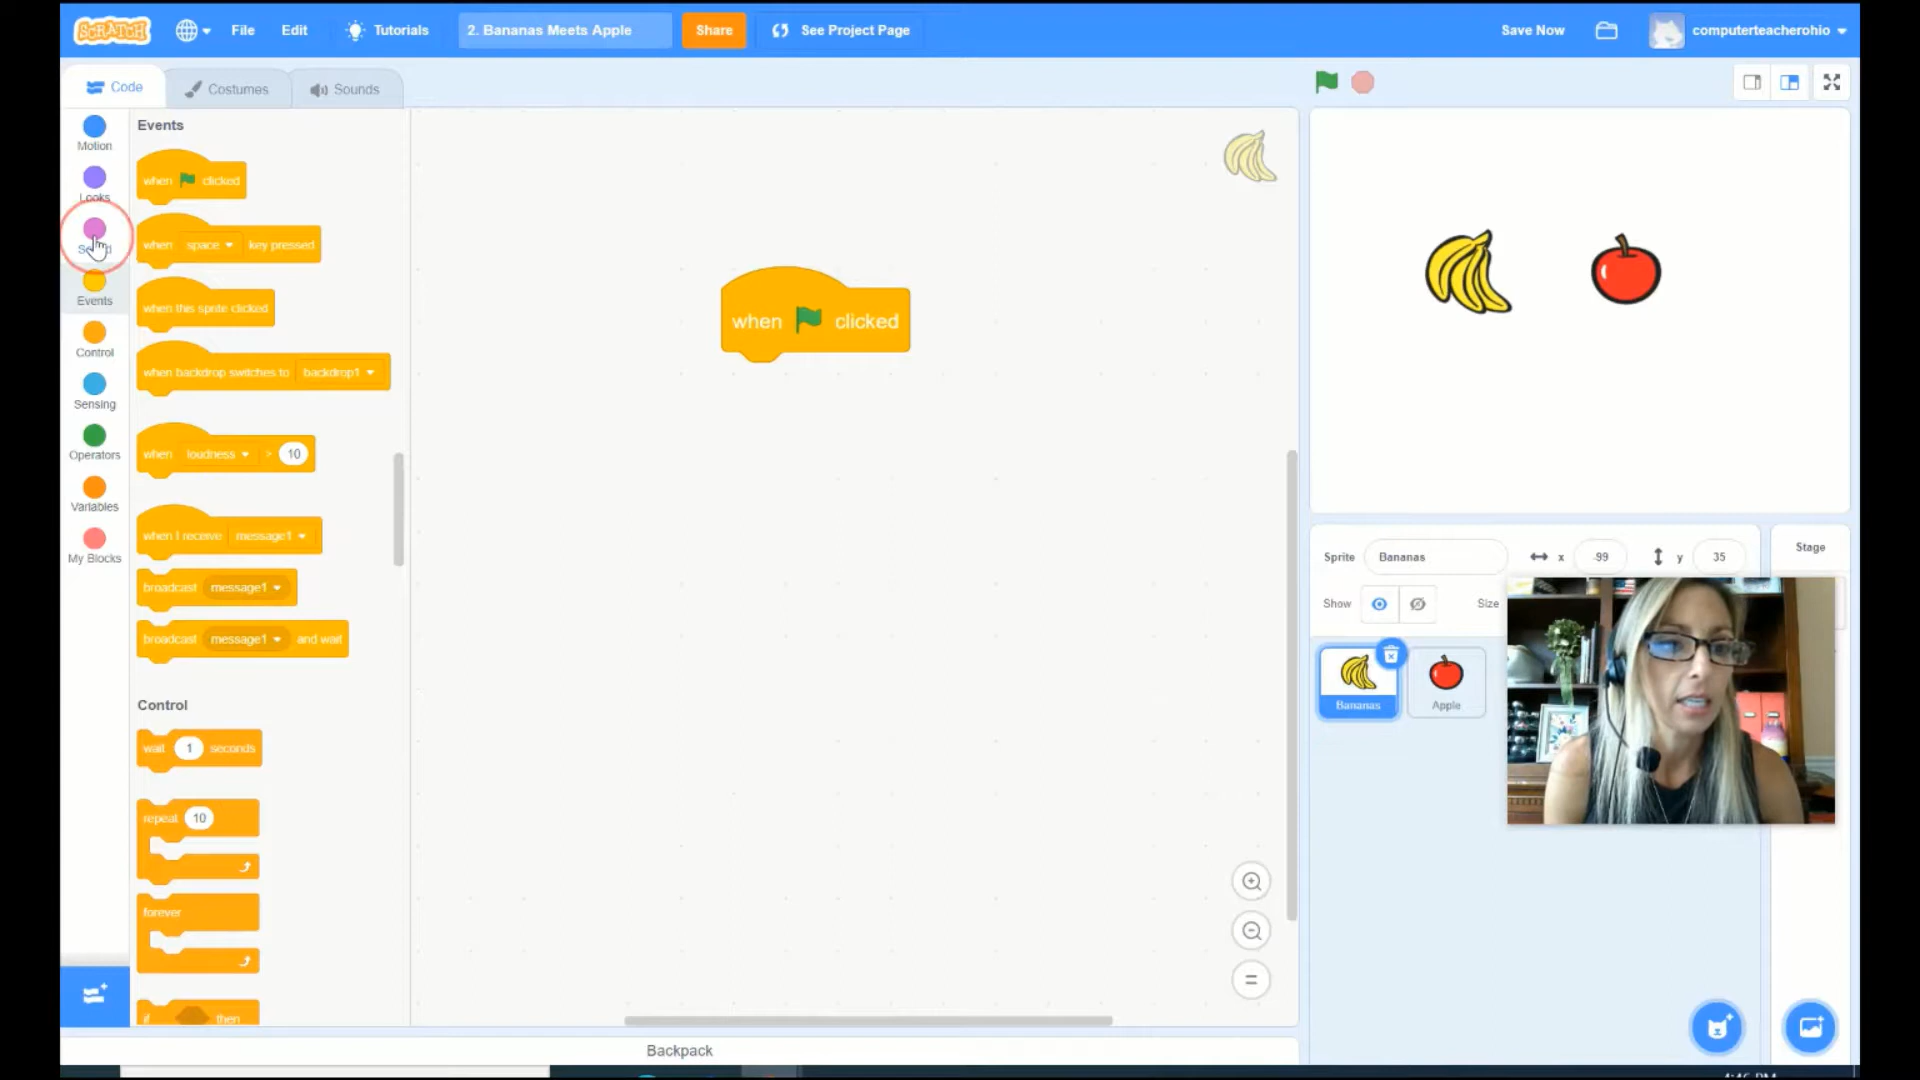 SCRATCH File Edit Tutorials 2. Bananas Meets Apple Share See Project Page Save Now computerteacherohio
Code Costumes Sounds
Motion
Looks
Events
Control
Sensing
Operators
Variables
My Blocks
Events
when clicked
when space key pressed
when this sprite clicked
when backdrop switches to backdrop1
when loudness > 10
when I receive message1
broadcast message1
broadcast message1 and wait
Control
wait 1 seconds
repeat 10
forever
if then
when clicked
Sprite Bananas x -99 y 35
Show Size
Bananas Apple
Stage
Backpack